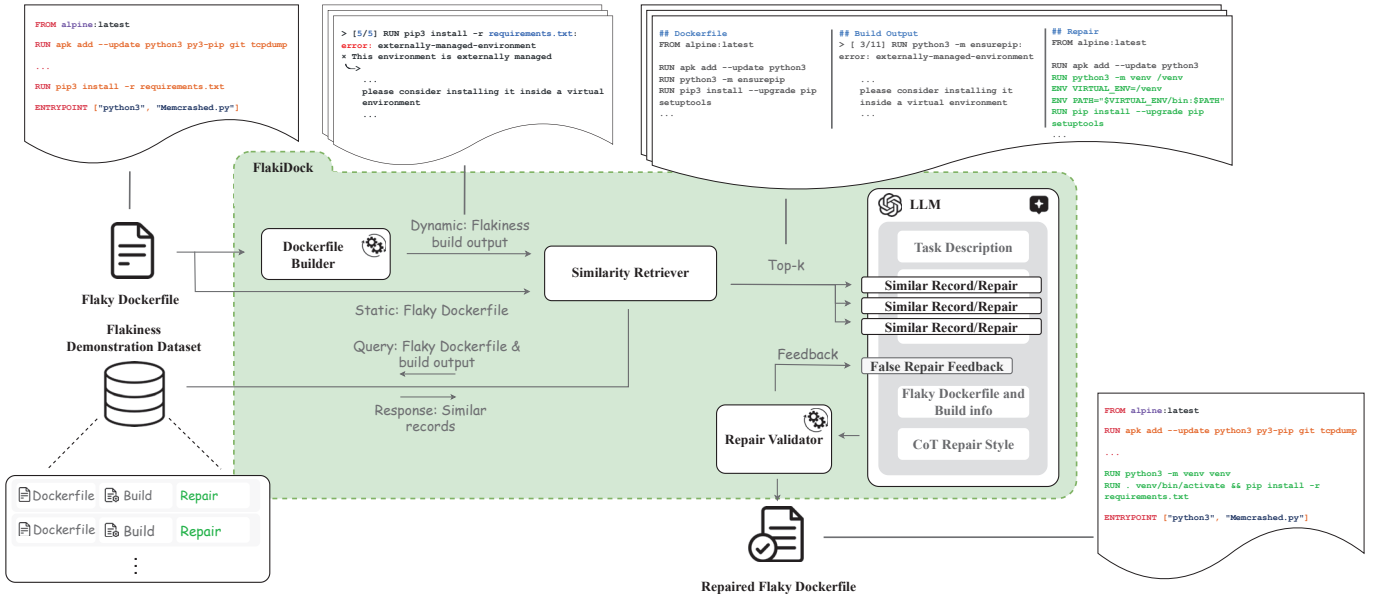 FROM alpine:latest
RUN apk add --update python3 py3-pip git tcpdump
...
RUN pip3 install -r requirements.txt
ENTRYPOINT ["python3", "Memcrashed.py"]
> [5/5] RUN pip3 install -r requirements.txt:
error: externally-managed-environment
× This environment is externally managed
...
please consider installing it inside a virtual
environment
...
## Dockerfile
FROM alpine:latest
RUN apk add --update python3
RUN python3 -m ensurepip
RUN pip3 install --upgrade pip
setuptools
...
## Build Output
> [ 3/11] RUN python3 -m ensurepip:
error: externally-managed-environment
...
please consider installing it
inside a virtual environment
...
## Repair
FROM alpine:latest
RUN apk add --update python3
RUN python3 -m venv /venv
ENV VIRTUAL_ENV=/venv
ENV PATH="$VIRTUAL_ENV/bin:$PATH"
RUN pip install --upgrade pip
setuptools
...
FlakiDock
Flaky Dockerfile
Dockerfile
Builder
Dynamic: Flakiness
build output
Static: Flaky Dockerfile
Similarity Retriever
Top-k
LLM
Task Description
Similar Record/Repair
Similar Record/Repair
Similar Record/Repair
False Repair Feedback
Flaky Dockerfile and
Build info
CoT Repair Style
Flakiness
Demonstration Dataset
Query: Flaky Dockerfile &
build output
Response: Similar
records
Feedback
Repair Validator
Dockerfile Build Repair
Dockerfile Build Repair
⋮
Repaired Flaky Dockerfile
FROM alpine:latest
RUN apk add --update python3 py3-pip git tcpdump
...
RUN python3 -m venv venv
RUN . venv/bin/activate && pip install -r
requirements.txt
ENTRYPOINT ["python3", "Memcrashed.py"]